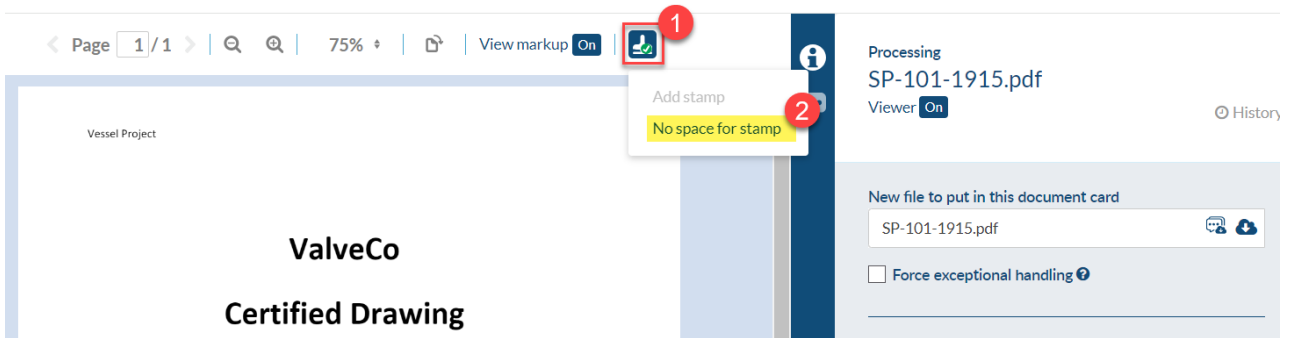 1
Page 1 / 1 75% View markup On
Add stamp
2
No space for stamp
Vessel Project
ValveCo
Certified Drawing
Processing
SP-101-1915.pdf
Viewer On
History
New file to put in this document card
SP-101-1915.pdf
Force exceptional handling